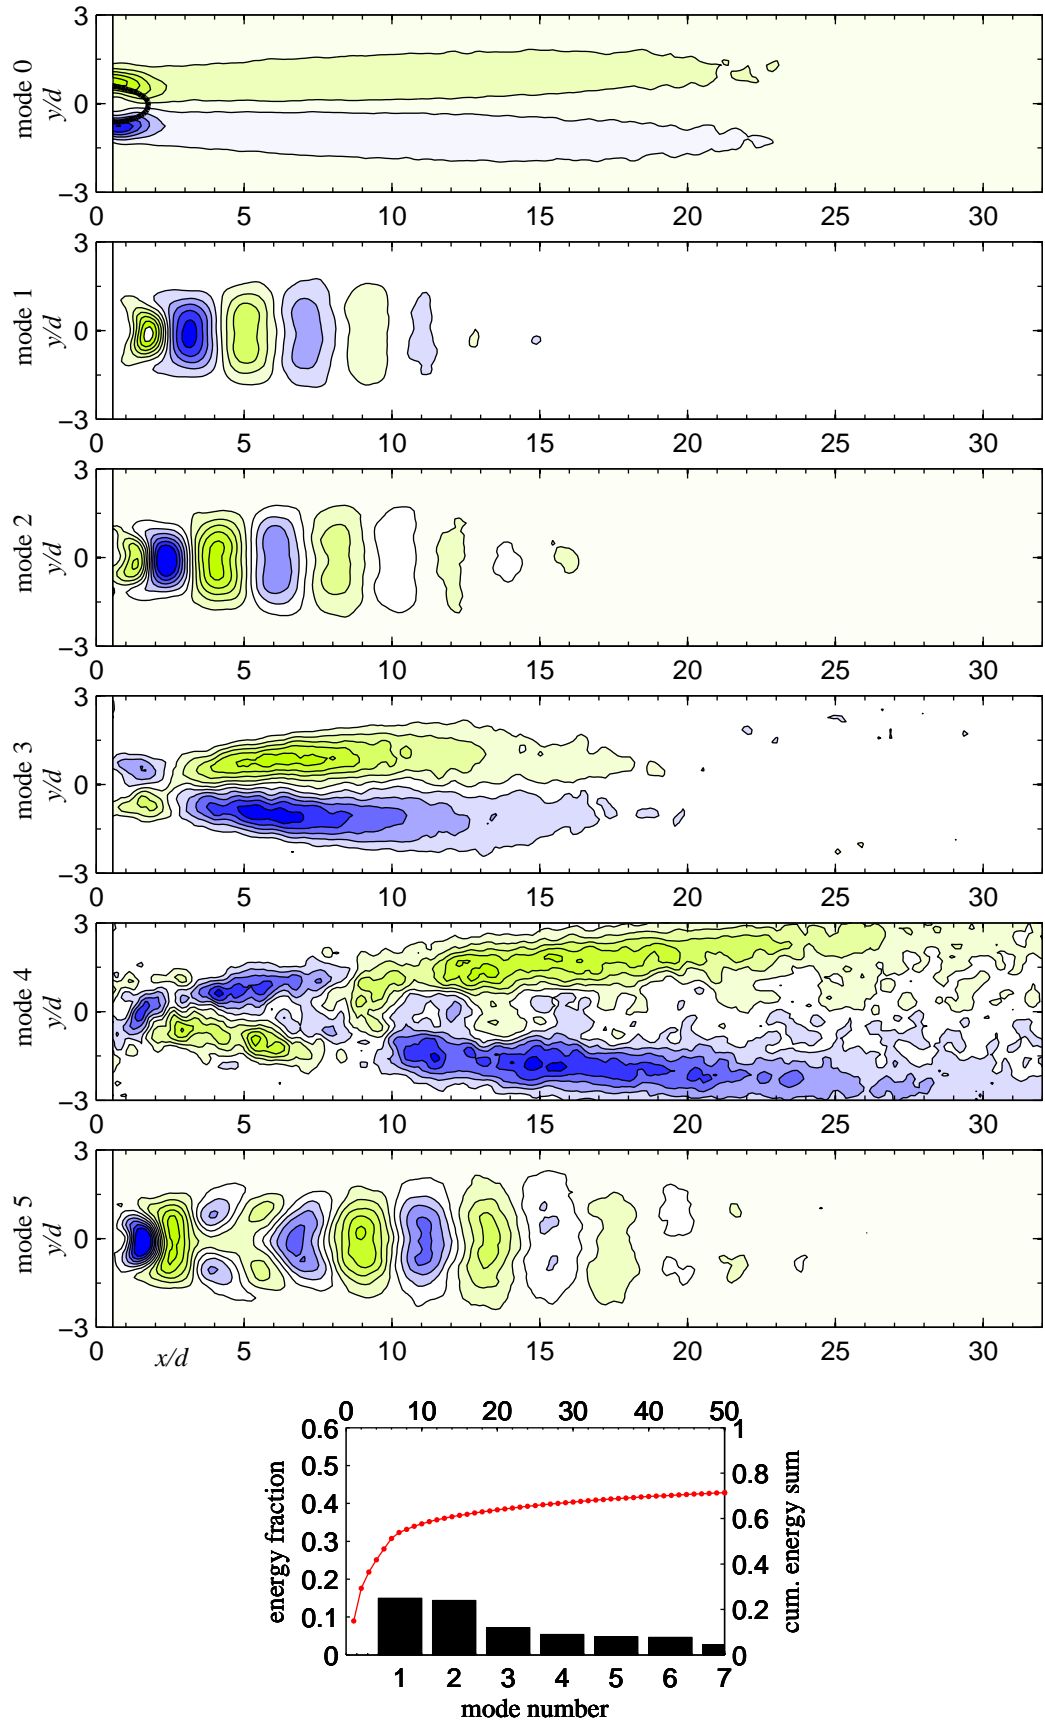 3
0
−3
mode 0
y/d
0 5 10 15 20 25 30
3
0
−3
mode 1
y/d
0 5 10 15 20 25 30
3
0
−3
mode 2
y/d
0 5 10 15 20 25 30
3
0
−3
mode 3
y/d
0 5 10 15 20 25 30
3
0
−3
mode 4
y/d
0 5 10 15 20 25 30
3
0
−3
mode 5
y/d
0 5 10 15 20 25 30
x/d
0 10 20 30 40 50
0.6
0.5
0.4
0.3
0.2
0.1
0
energy fraction
1
0.8
0.6
0.4
0.2
0
cum. energy sum
1 2 3 4 5 6 7
mode number